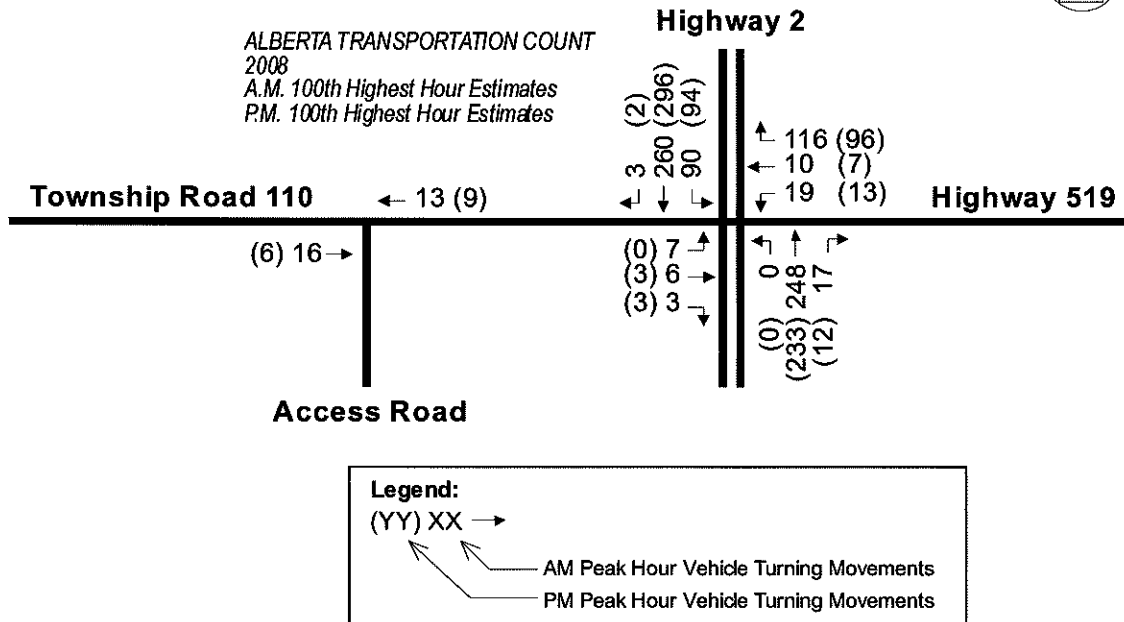 Highway 2
ALBERTA TRANSPORTATION COUNT
2008
A.M. 100th Highest Hour Estimates
P.M. 100th Highest Hour Estimates
3 (2)
260 (296)
90 (94)
116 (96)
10 (7)
19 (13)
Township Road 110
13 (9)
Highway 519
(6) 16
(0) 7
(3) 6
(3) 3
(0) 0
(233) 248
(12) 17
Access Road
Legend:
(YY) XX
AM Peak Hour Vehicle Turning Movements
PM Peak Hour Vehicle Turning Movements